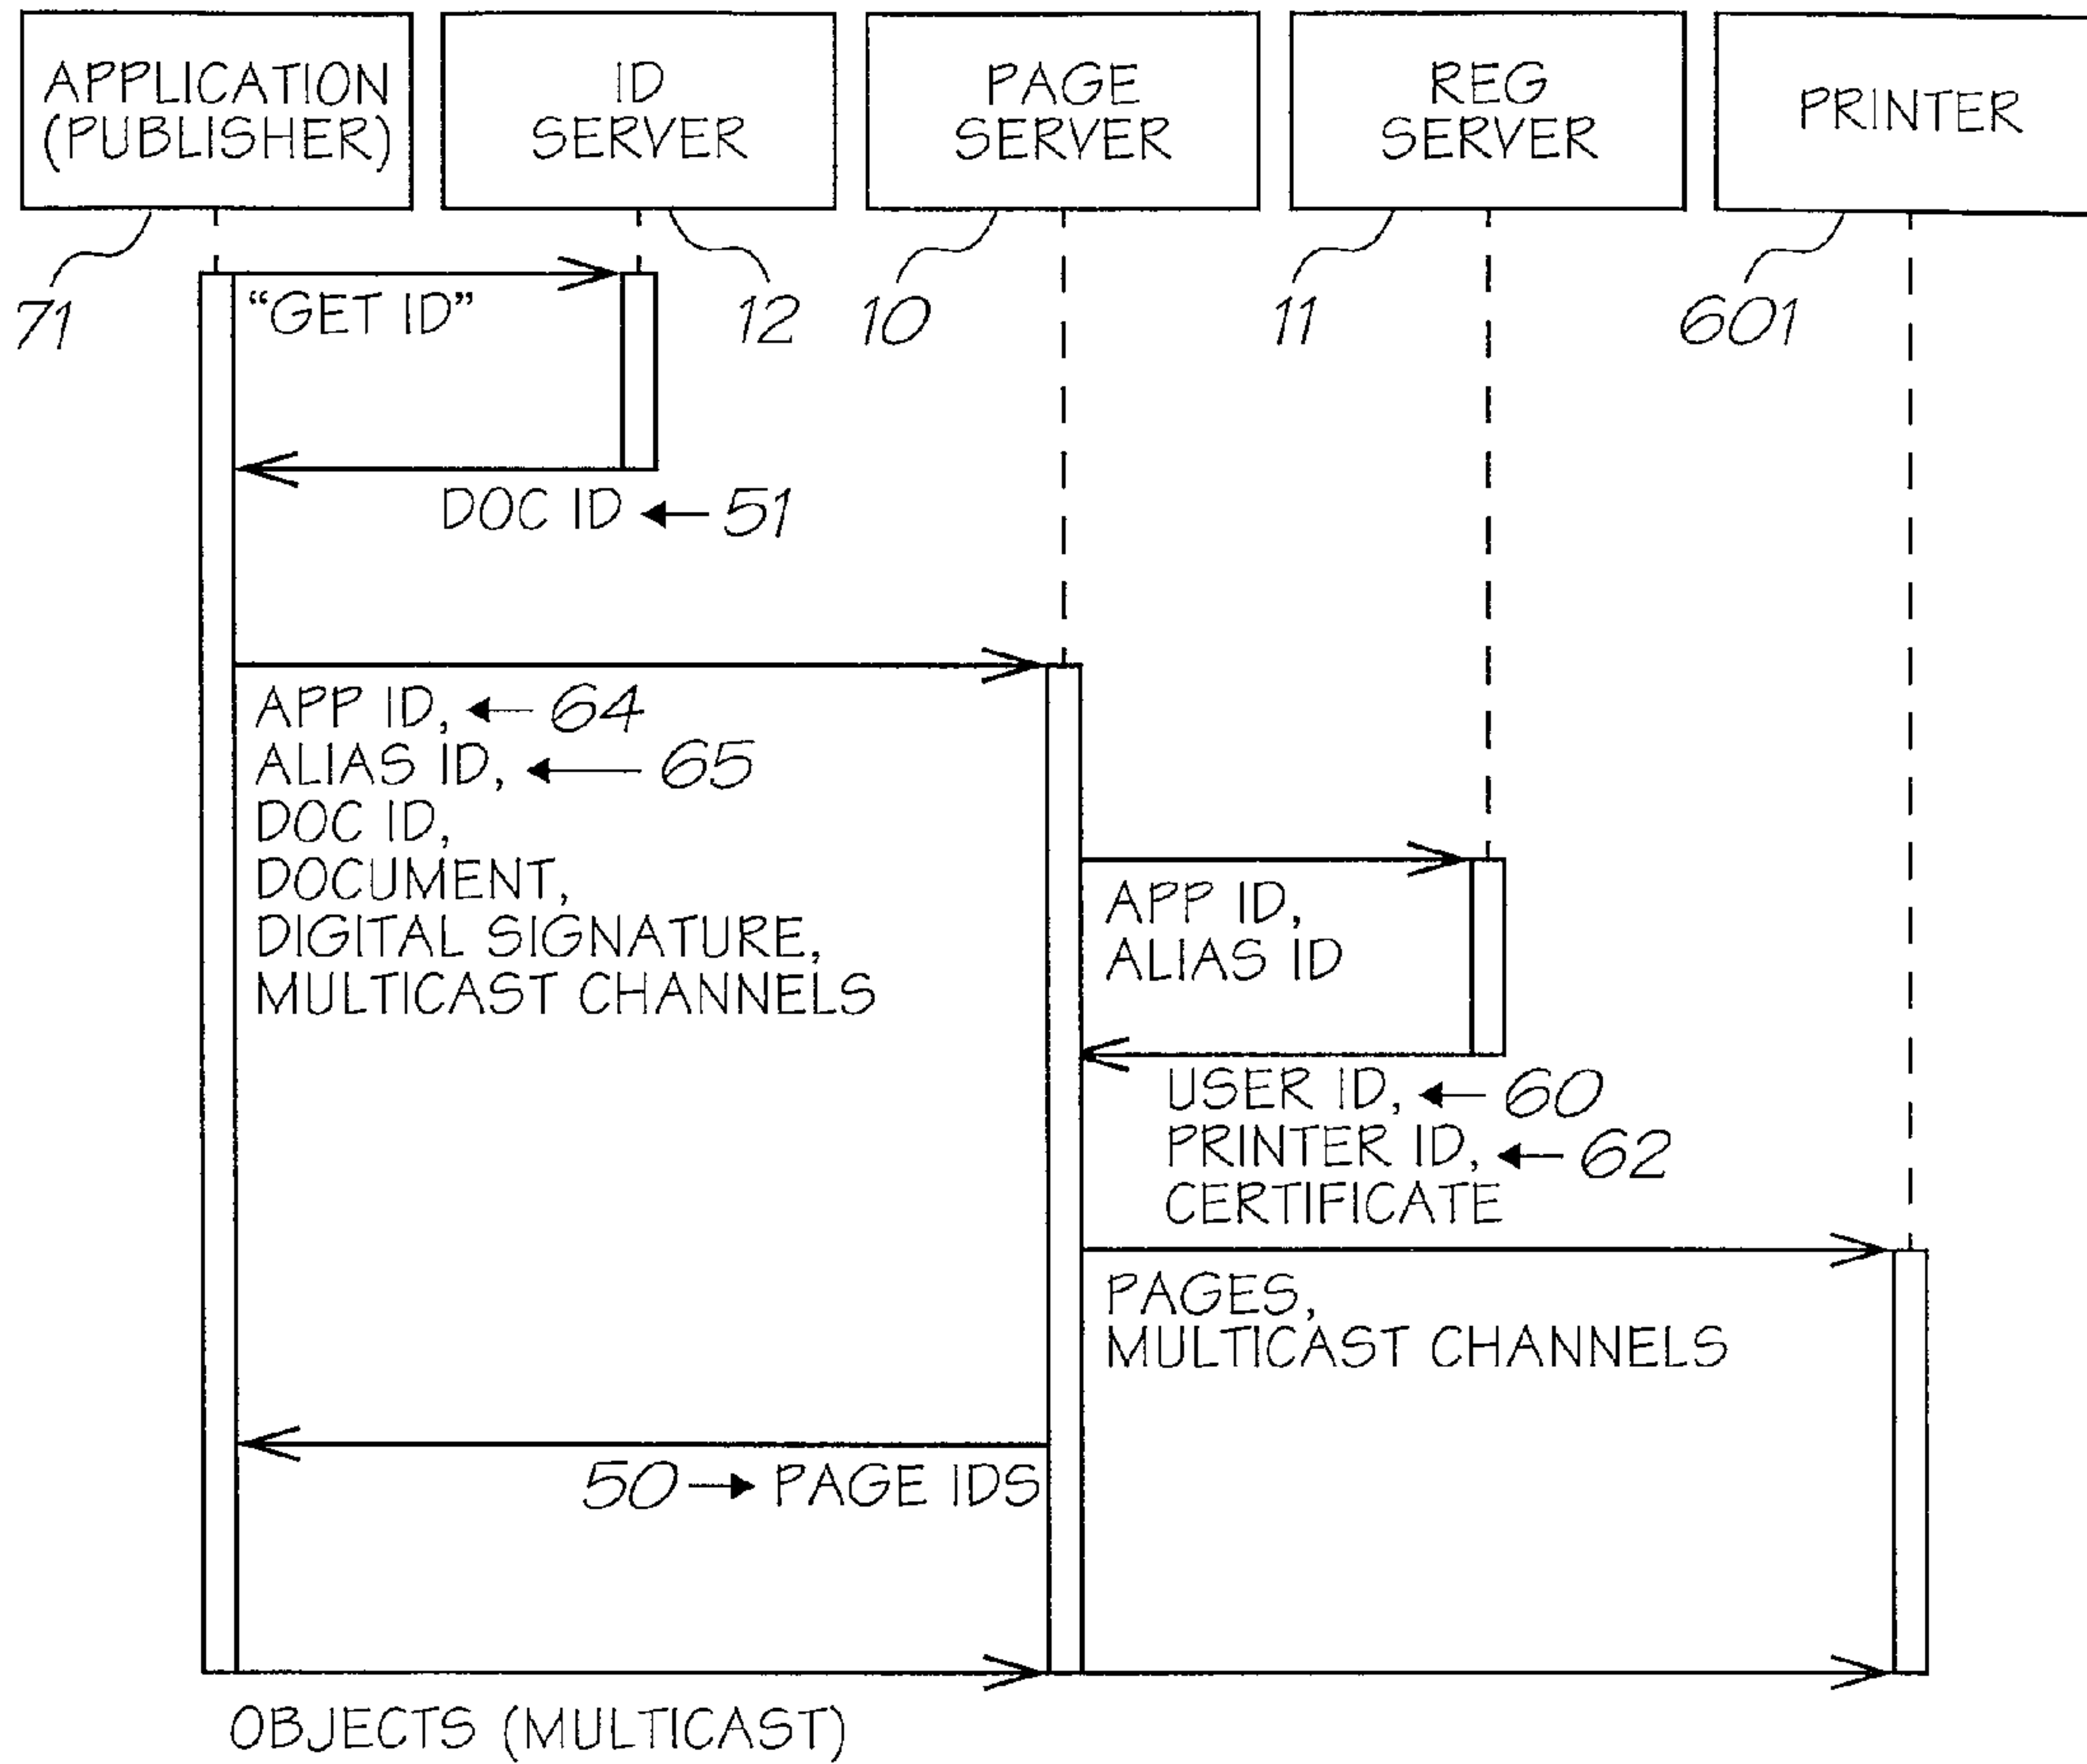 APPLICATION
(PUBLISHER)
ID
SERVER
PAGE
SERVER
REG
SERVER
PRINTER
71
12
10
11
601
“GET ID”
DOC ID
51
APP ID,
64
ALIAS ID,
65
DOC ID,
DOCUMENT,
DIGITAL SIGNATURE,
MULTICAST CHANNELS
APP ID,
ALIAS ID
USER ID,
60
PRINTER ID,
62
CERTIFICATE
PAGES,
MULTICAST CHANNELS
50
PAGE IDS
OBJECTS (MULTICAST)